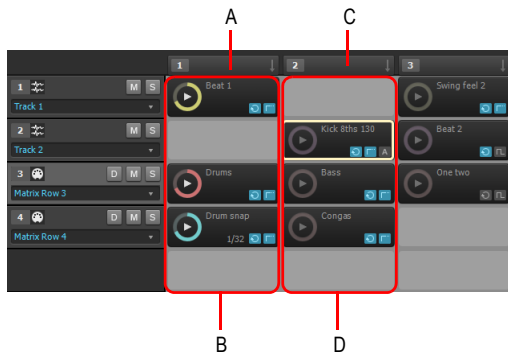 A C
1 2 3
1 M S Beat 1 Swing feel 2
Track 1
2 M S Kick 8ths 130 Beat 2
Track 2 A
3 D M S Drums Bass One two
Matrix Row 3
4 D M S Drum snap Congas
Matrix Row 4 1/32
B D